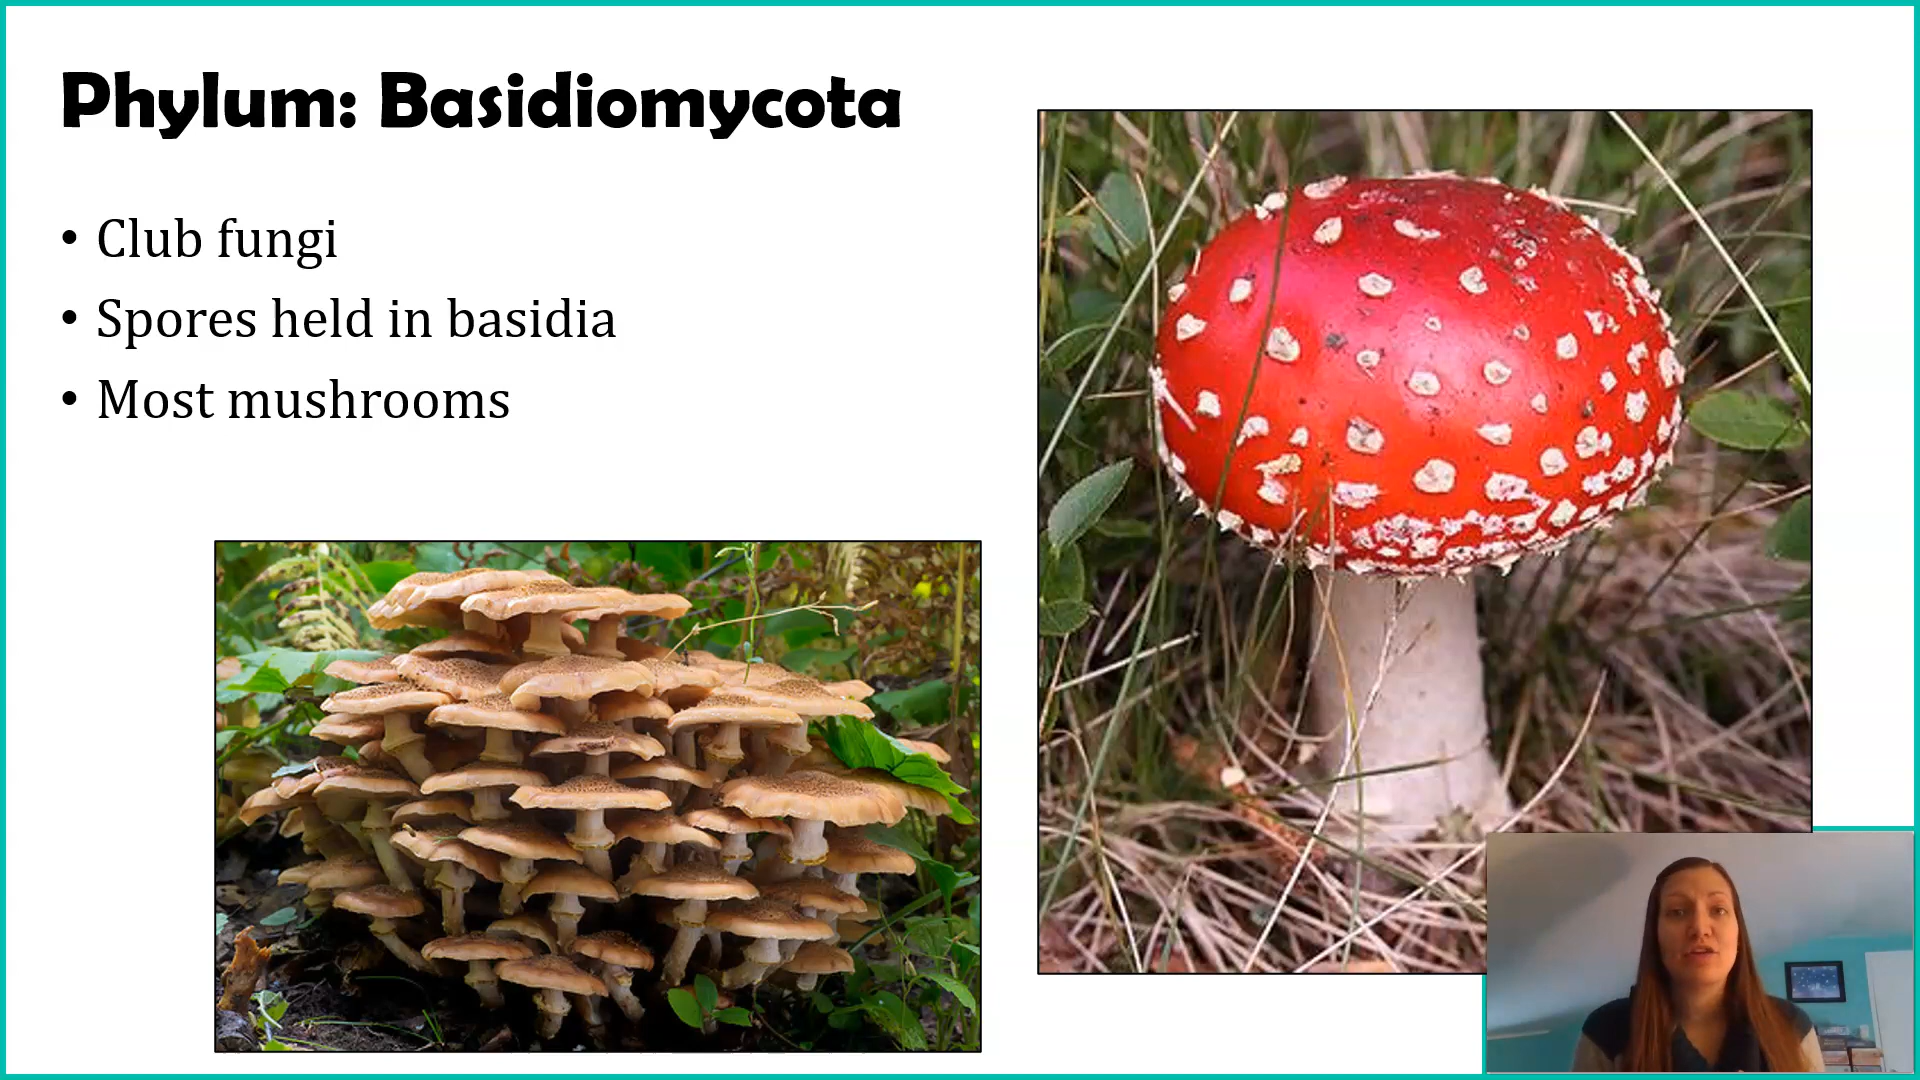 Phylum: Basidiomycota
• Club fungi
• Spores held in basidia
• Most mushrooms